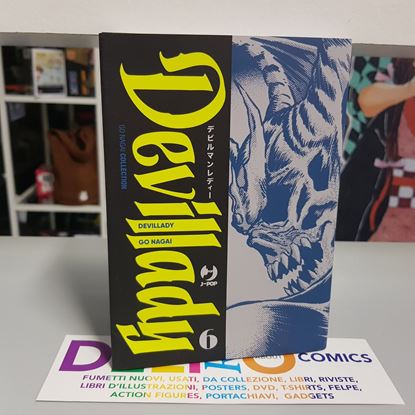 Devillady
デビルマンレディー
GO NAGAI COLLECTION
DEVILLADY
GO NAGAI
J-POP
6
COMICS
FUMETTI NUOVI, USATI, DA COLLEZIONE, LIBRI, RIVISTE,
LIBRI D'ILLUSTRAZIONI, POSTERS, DVD, T-SHIRTS, FELPE,
ACTION FIGURES, PORTACHIAVI, GADGETS